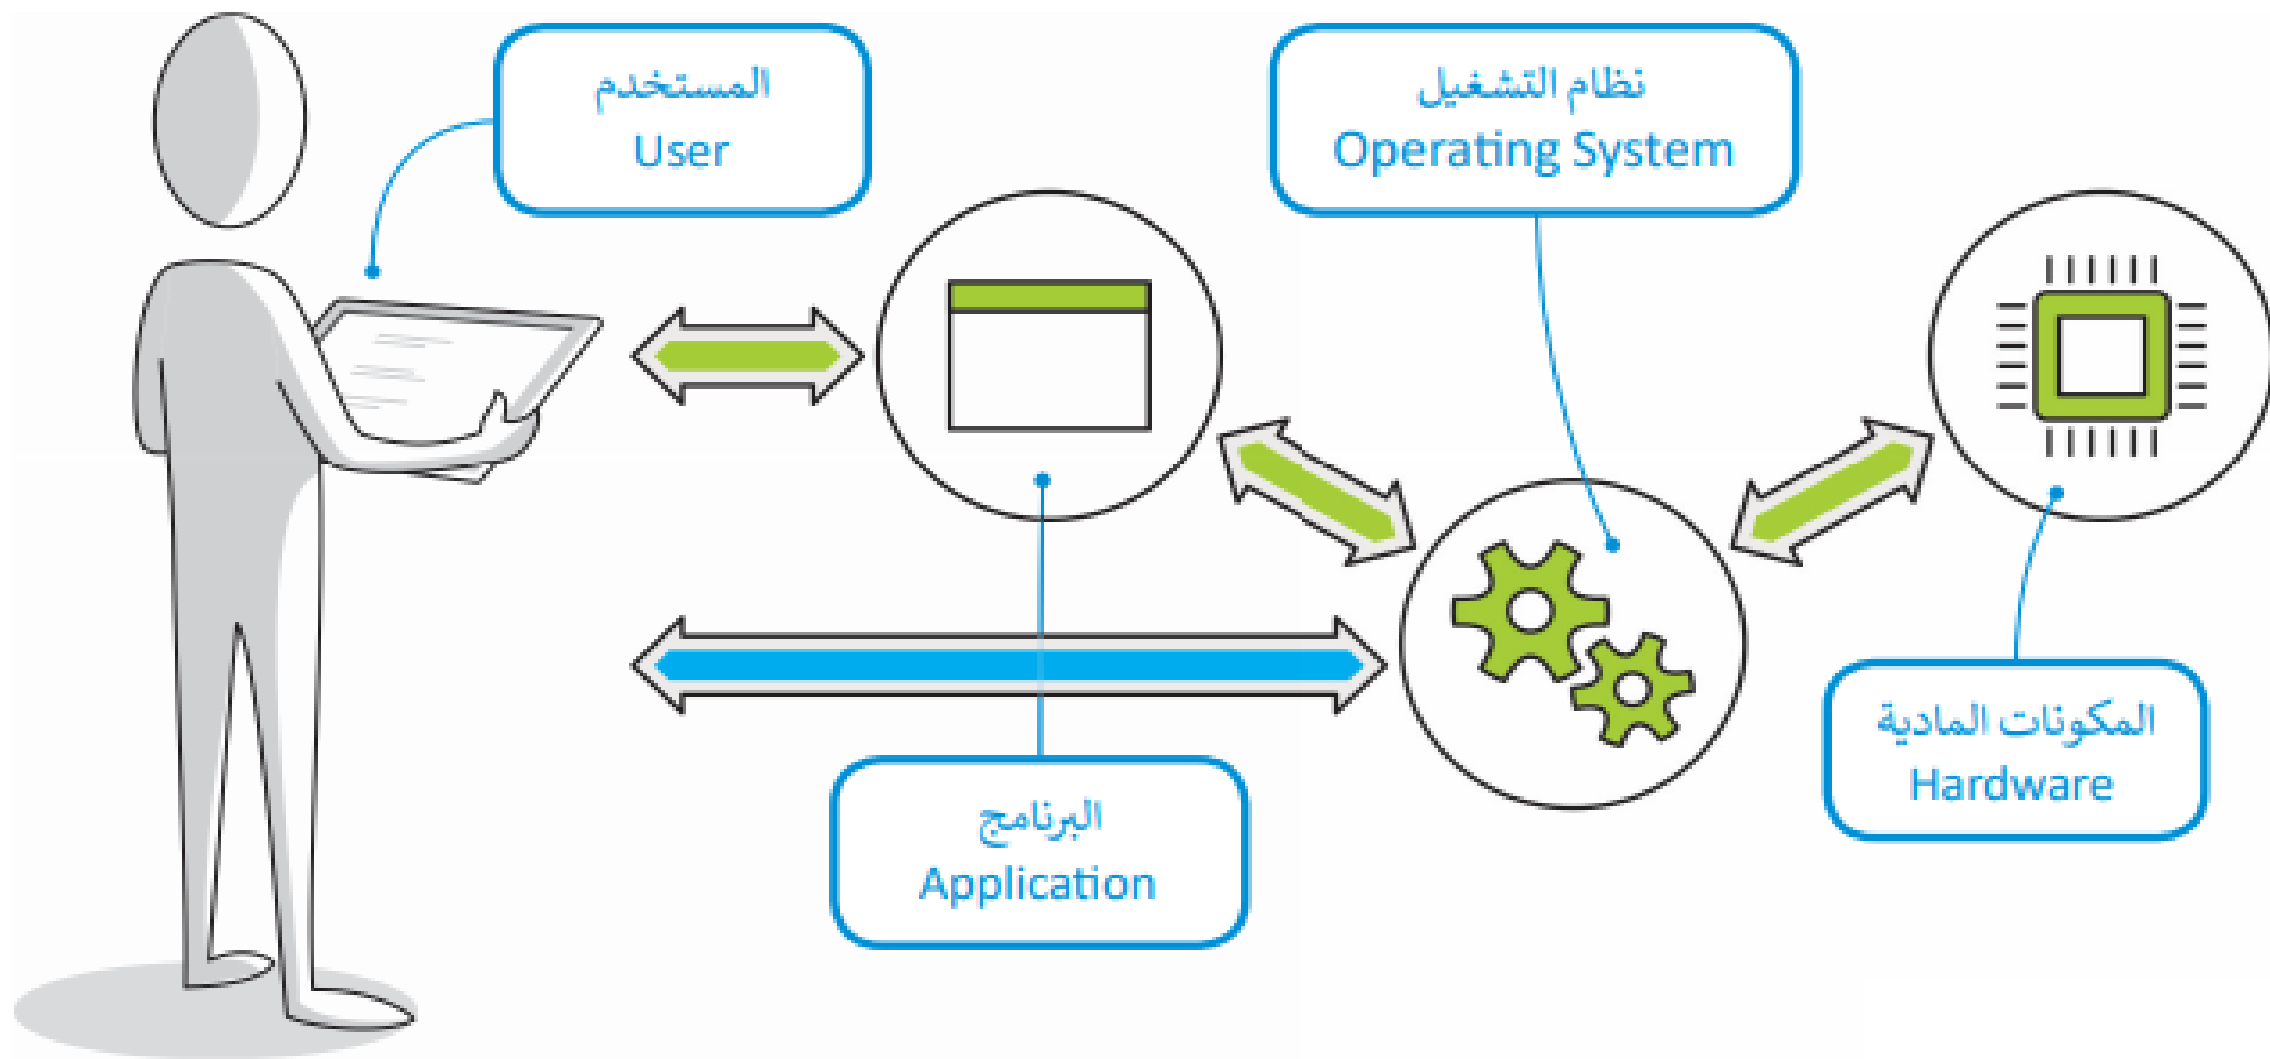 المستخدم
User
نظام التشغيل
Operating System
البرنامج
Application
المكونات المادية
Hardware